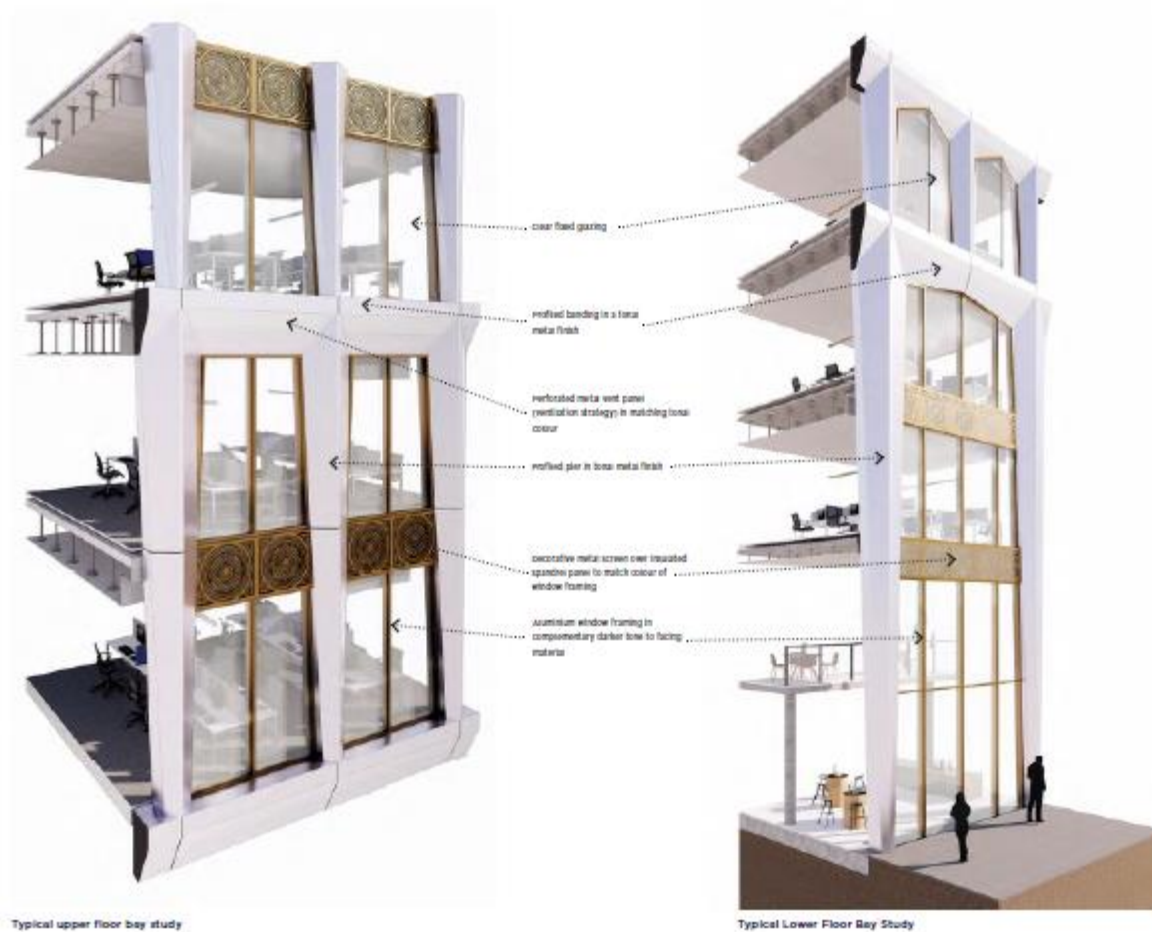 Clear fixed glazing
Profiled banding in a tonal
metal finish
Perforated metal vent panel
(ventilation strategy) in matching tonal
colour
Profiled pier in tonal metal finish
Decorative metal screen over insulated
spandrel panel to match colour of
window framing
Aluminium window framing in
complementary darker tone to facing
material
Typical upper floor bay study
Typical Lower Floor Bay Study